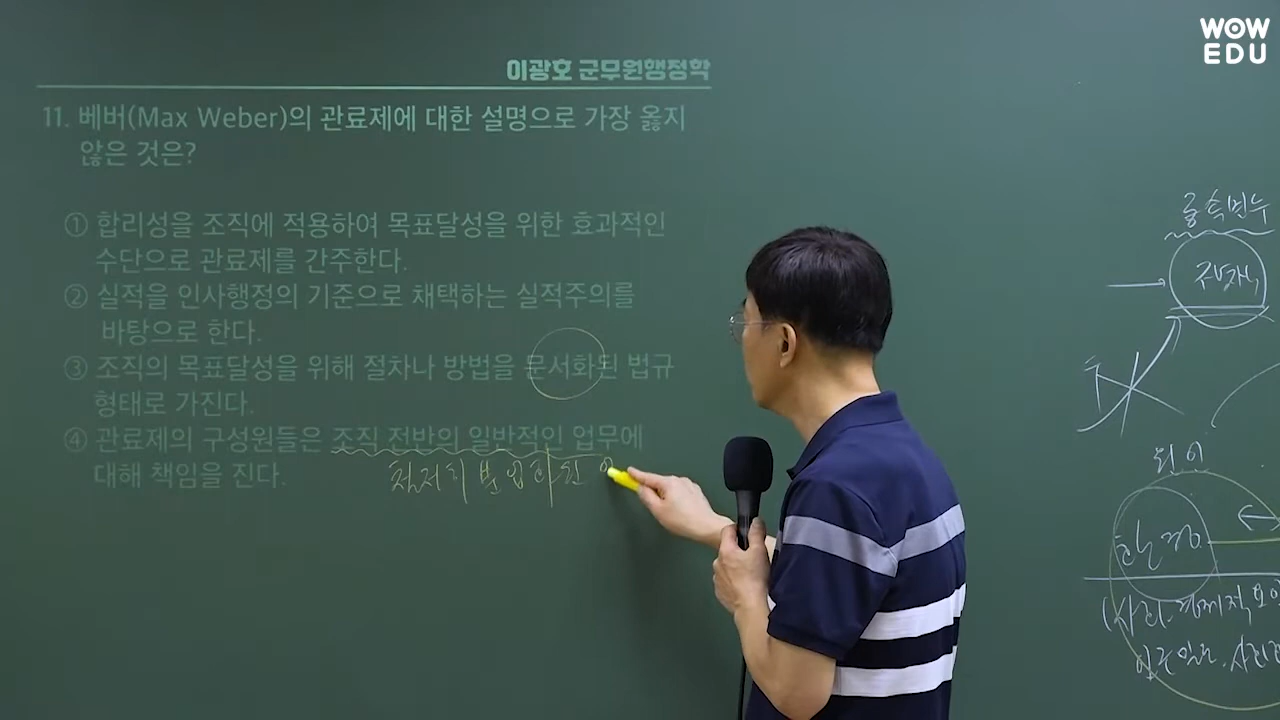 WOW
EDU
이광호 군무원행정학
11. 베버(Max Weber)의 관료제에 대한 설명으로 가장 옳지
않은 것은?
① 합리성을 조직에 적용하여 목표달성을 위한 효과적인
수단으로 관료제를 간주한다.
② 실적을 인사행정의 기준으로 채택하는 실적주의를
바탕으로 한다.
③ 조직의 목표달성을 위해 절차나 방법을 문서화된 법규
형태로 가진다.
④ 관료제의 구성원들은 조직 전반의 일반적인 업무에
대해 책임을 진다.
철저히 분업화된